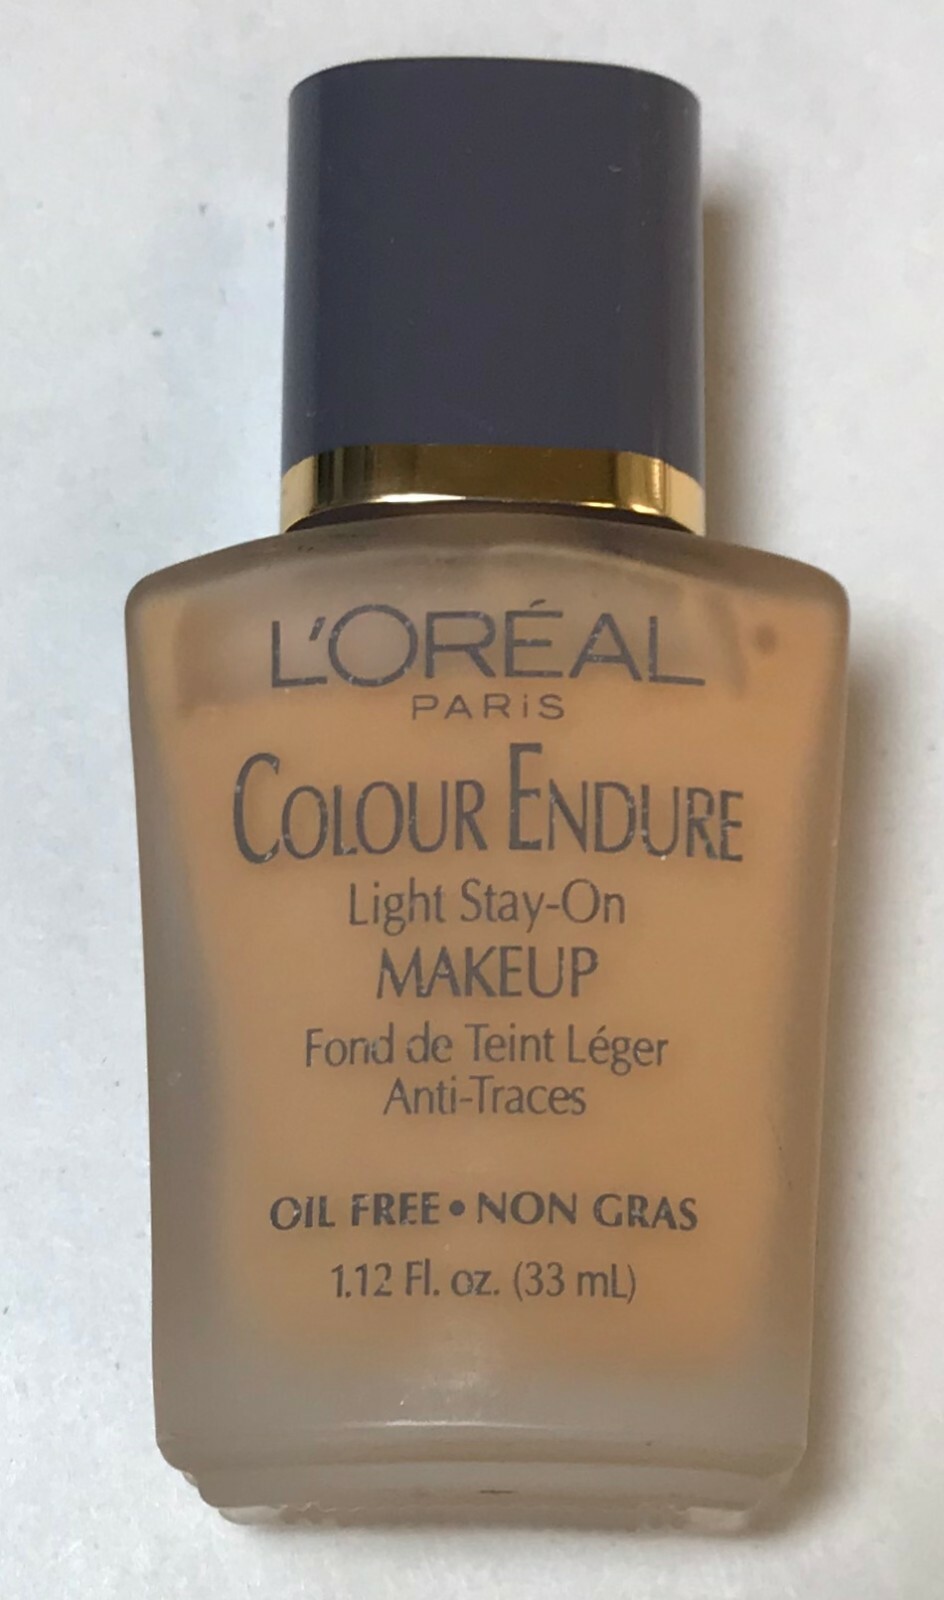 L'ORÉAL
PARiS
COLOUR ENDURE
Light Stay-On
MAKEUP
Fond de Teint Léger
Anti-Traces
OIL FREE • NON GRAS
1.12 Fl. oz. (33 mL)